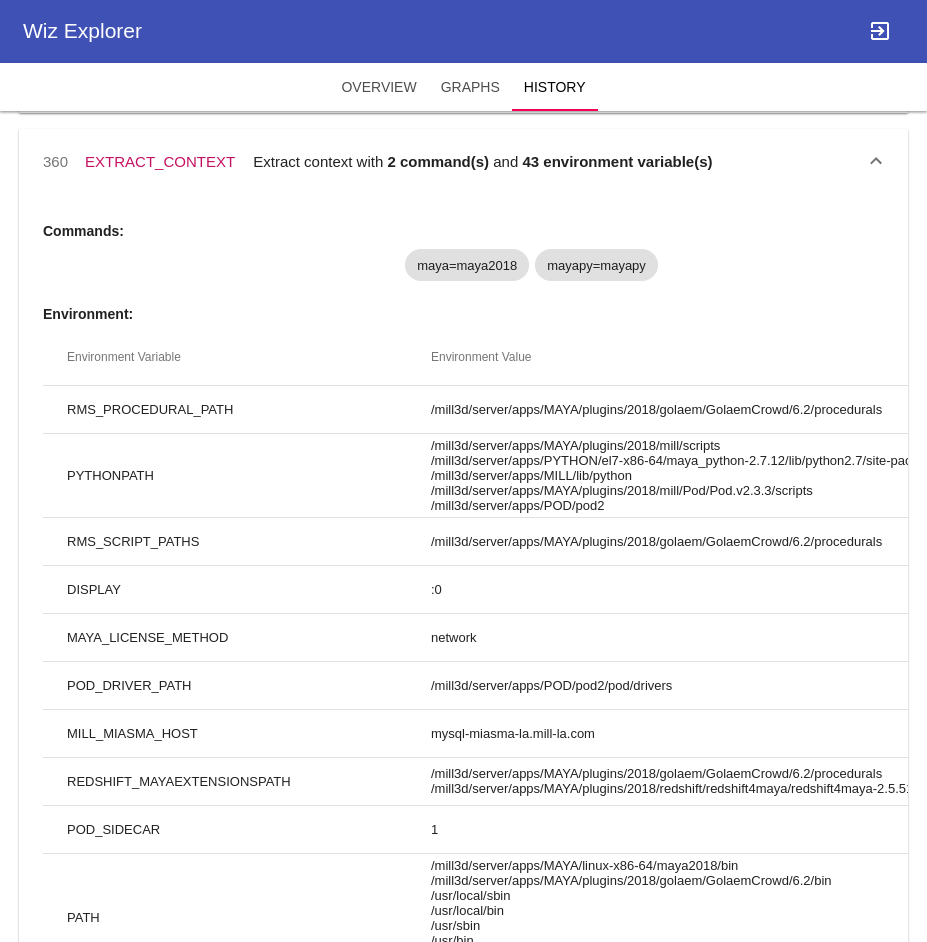 Wiz Explorer
OVERVIEW GRAPHS HISTORY
360 EXTRACT_CONTEXT Extract context with 2 command(s) and 43 environment variable(s)
Commands:
maya=maya2018 mayapy=mayapy
Environment:
Environment Variable Environment Value
RMS_PROCEDURAL_PATH /mill3d/server/apps/MAYA/plugins/2018/golaem/GolaemCrowd/6.2/procedurals
PYTHONPATH
/mill3d/server/apps/MAYA/plugins/2018/mill/scripts
/mill3d/server/apps/PYTHON/el7-x86-64/maya_python-2.7.12/lib/python2.7/site-pac
/mill3d/server/apps/MILL/lib/python
/mill3d/server/apps/MAYA/plugins/2018/mill/Pod/Pod.v2.3.3/scripts
/mill3d/server/apps/POD/pod2
RMS_SCRIPT_PATHS /mill3d/server/apps/MAYA/plugins/2018/golaem/GolaemCrowd/6.2/procedurals
DISPLAY :0
MAYA_LICENSE_METHOD network
POD_DRIVER_PATH /mill3d/server/apps/POD/pod2/pod/drivers
MILL_MIASMA_HOST mysql-miasma-la.mill-la.com
REDSHIFT_MAYAEXTENSIONSPATH
/mill3d/server/apps/MAYA/plugins/2018/golaem/GolaemCrowd/6.2/procedurals
/mill3d/server/apps/MAYA/plugins/2018/redshift/redshift4maya/redshift4maya-2.5.51
POD_SIDECAR 1
PATH
/mill3d/server/apps/MAYA/linux-x86-64/maya2018/bin
/mill3d/server/apps/MAYA/plugins/2018/golaem/GolaemCrowd/6.2/bin
/usr/local/sbin
/usr/local/bin
/usr/sbin
/usr/bin